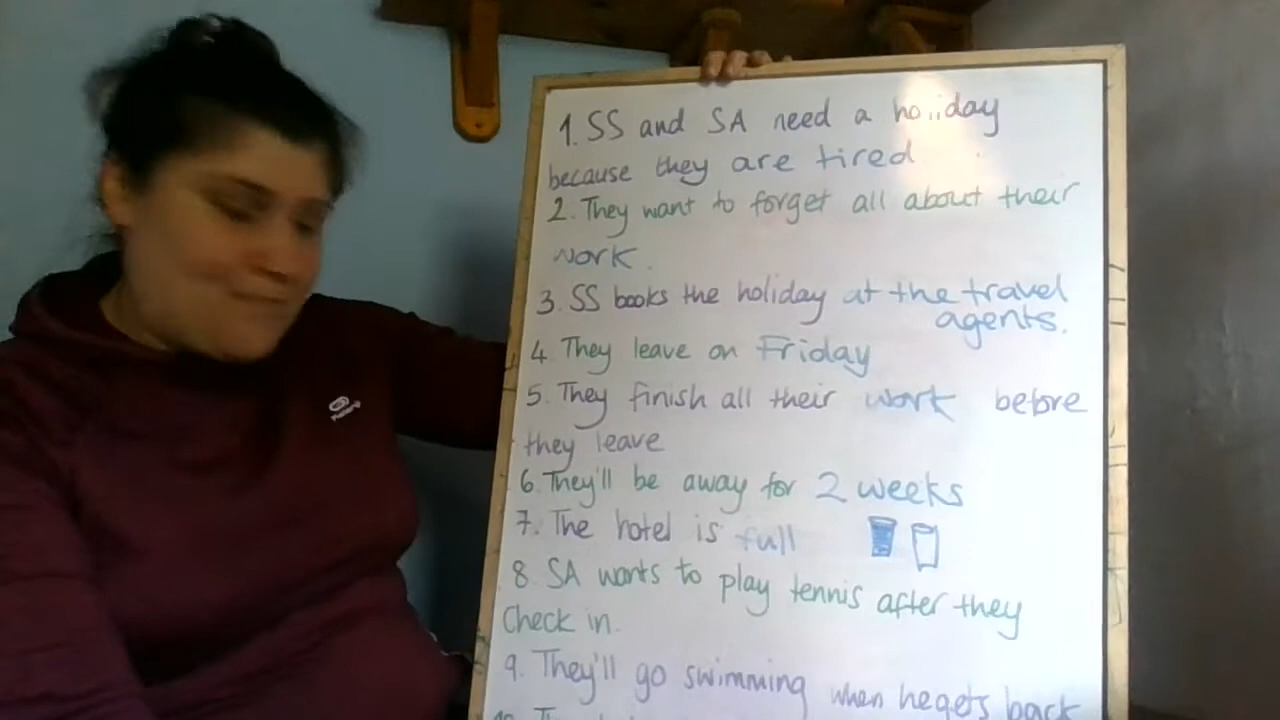 1. SS and SA need a holiday
because they are tired
2. They want to forget all about their
work.
3. SS books the holiday at the travel
agents.
4 They leave on Friday
5. They finish all their work before
they leave
6. They'll be away for 2 weeks
7. The hotel is full
8. SA wants to play tennis after they
Check in.
9. They'll go swimming when he gets back
10.